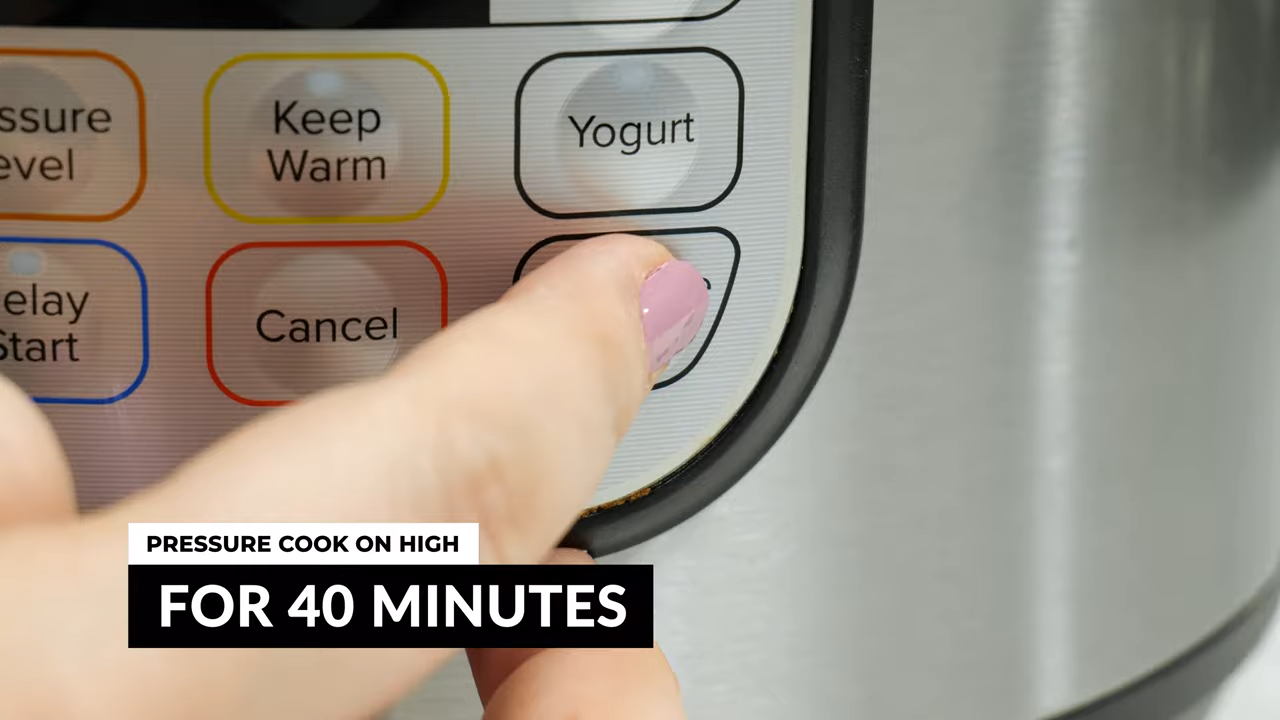 ssure
evel
Keep
Warm
Yogurt
elay
Start
Cancel
PRESSURE COOK ON HIGH
FOR 40 MINUTES